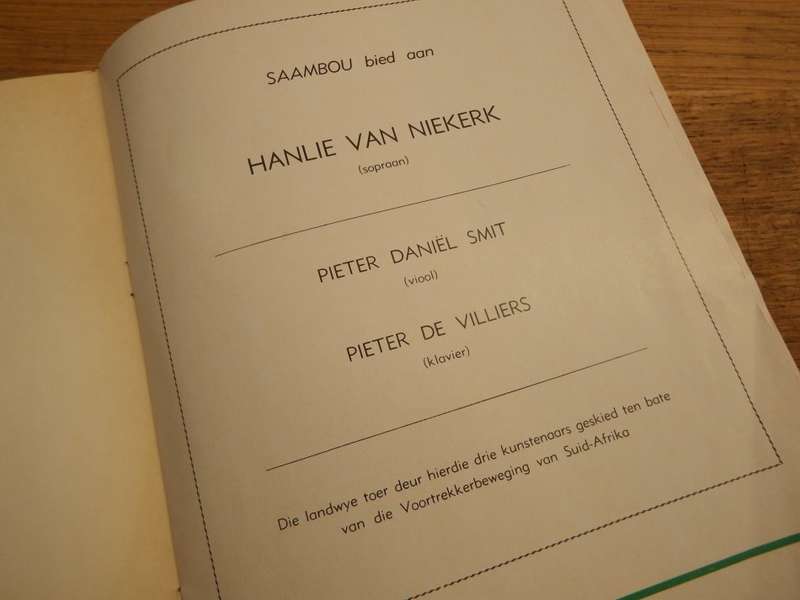 SAAMBOU bied aan
HANLIE VAN NIEKERK
(sopraan)
PIETER DANIËL SMIT
(viool)
PIETER DE VILLIERS
(klavier)
Die landwye toer deur hierdie drie kunstenaars geskied ten bate
van die Voortrekkerbeweging van Suid-Afrika